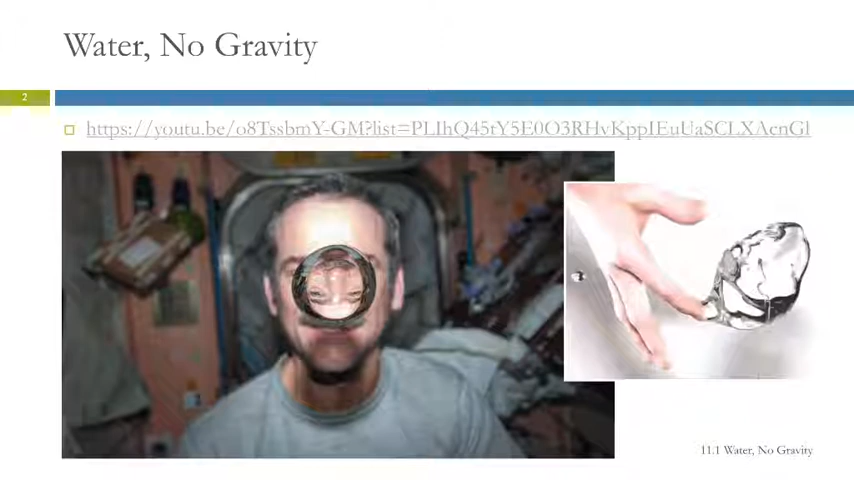 Water, No Gravity
2
https://youtu.be/o8TssbmY-GM?list=PLIhQ45tY5E0O3RHvKppIEuUaSCLXAcnGl
11.1 Water, No Gravity